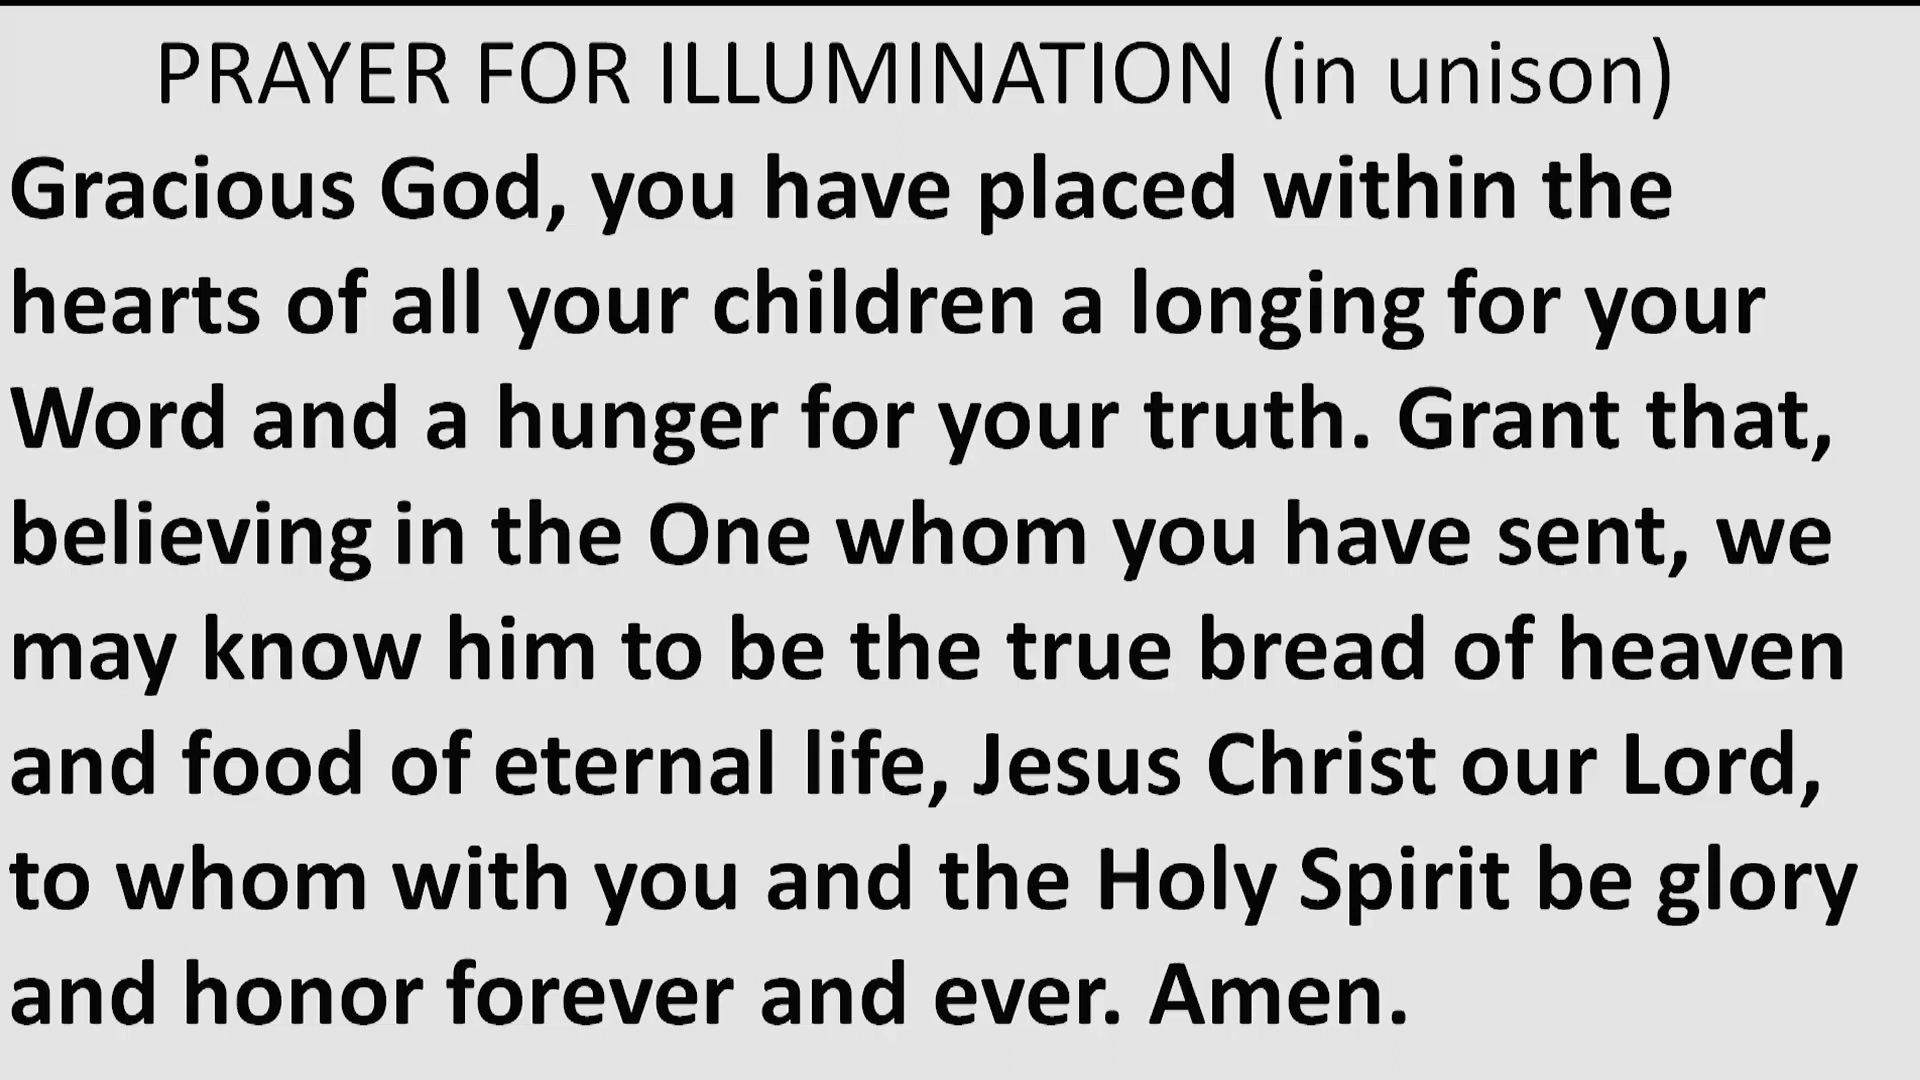 PRAYER FOR ILLUMINATION (in unison)
Gracious God, you have placed within the
hearts of all your children a longing for your
Word and a hunger for your truth. Grant that,
believing in the One whom you have sent, we
may know him to be the true bread of heaven
and food of eternal life, Jesus Christ our Lord,
to whom with you and the Holy Spirit be glory
and honor forever and ever. Amen.